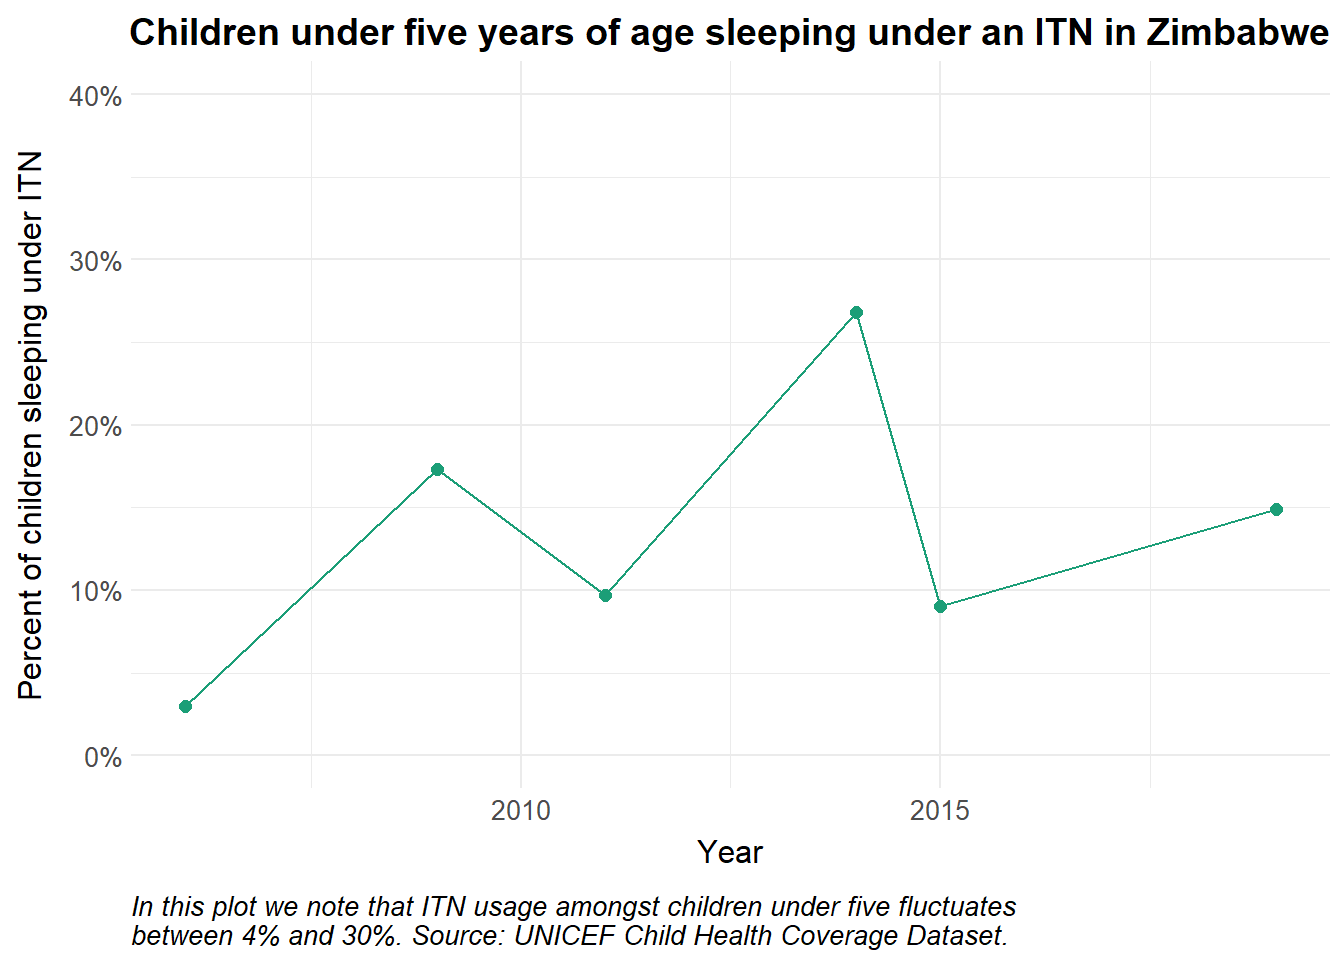 Children under five years of age sleeping under an ITN in Zimbabwe
Percent of children sleeping under ITN
40%
30%
20%
10%
0%
2010
2015
Year
In this plot we note that ITN usage amongst children under five fluctuates
between 4% and 30%. Source: UNICEF Child Health Coverage Dataset.